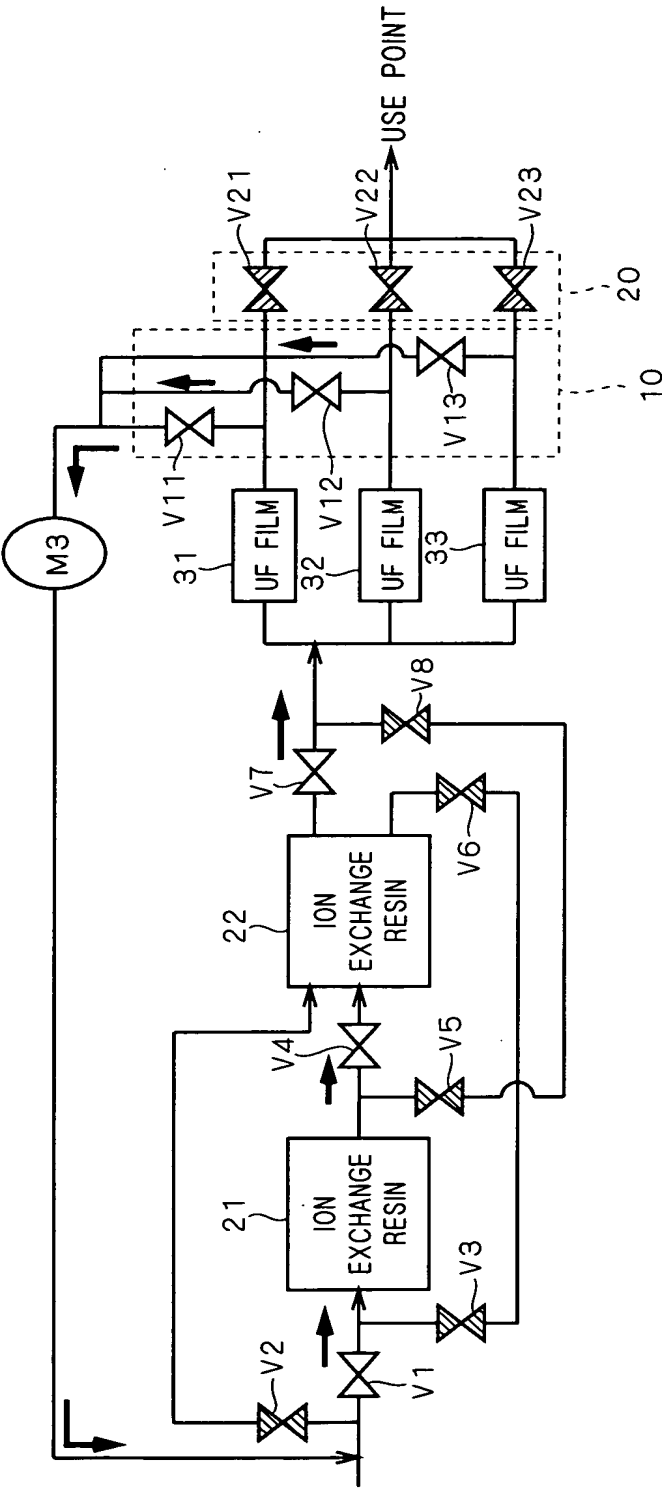 M3
V11
V12
V13
V21
V22
V23
USE POINT
20
10
31
UF FILM
32
UF FILM
33
UF FILM
V7
V8
V6
22
ION
EXCHANGE
RESIN
V4
V5
21
ION
EXCHANGE
RESIN
V2
V1
V3